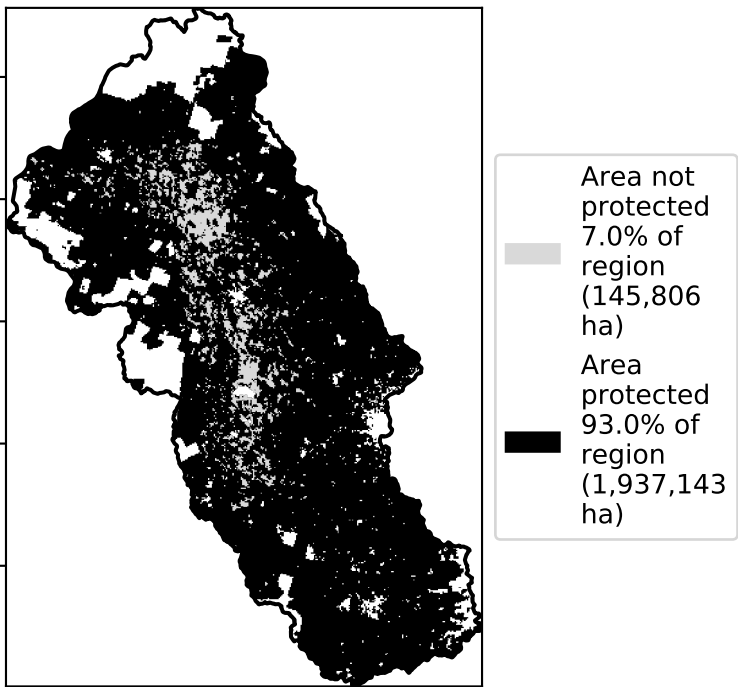 Area not
protected
7.0% of
region
(145,806
ha)
Area
protected
93.0% of
region
(1,937,143
ha)